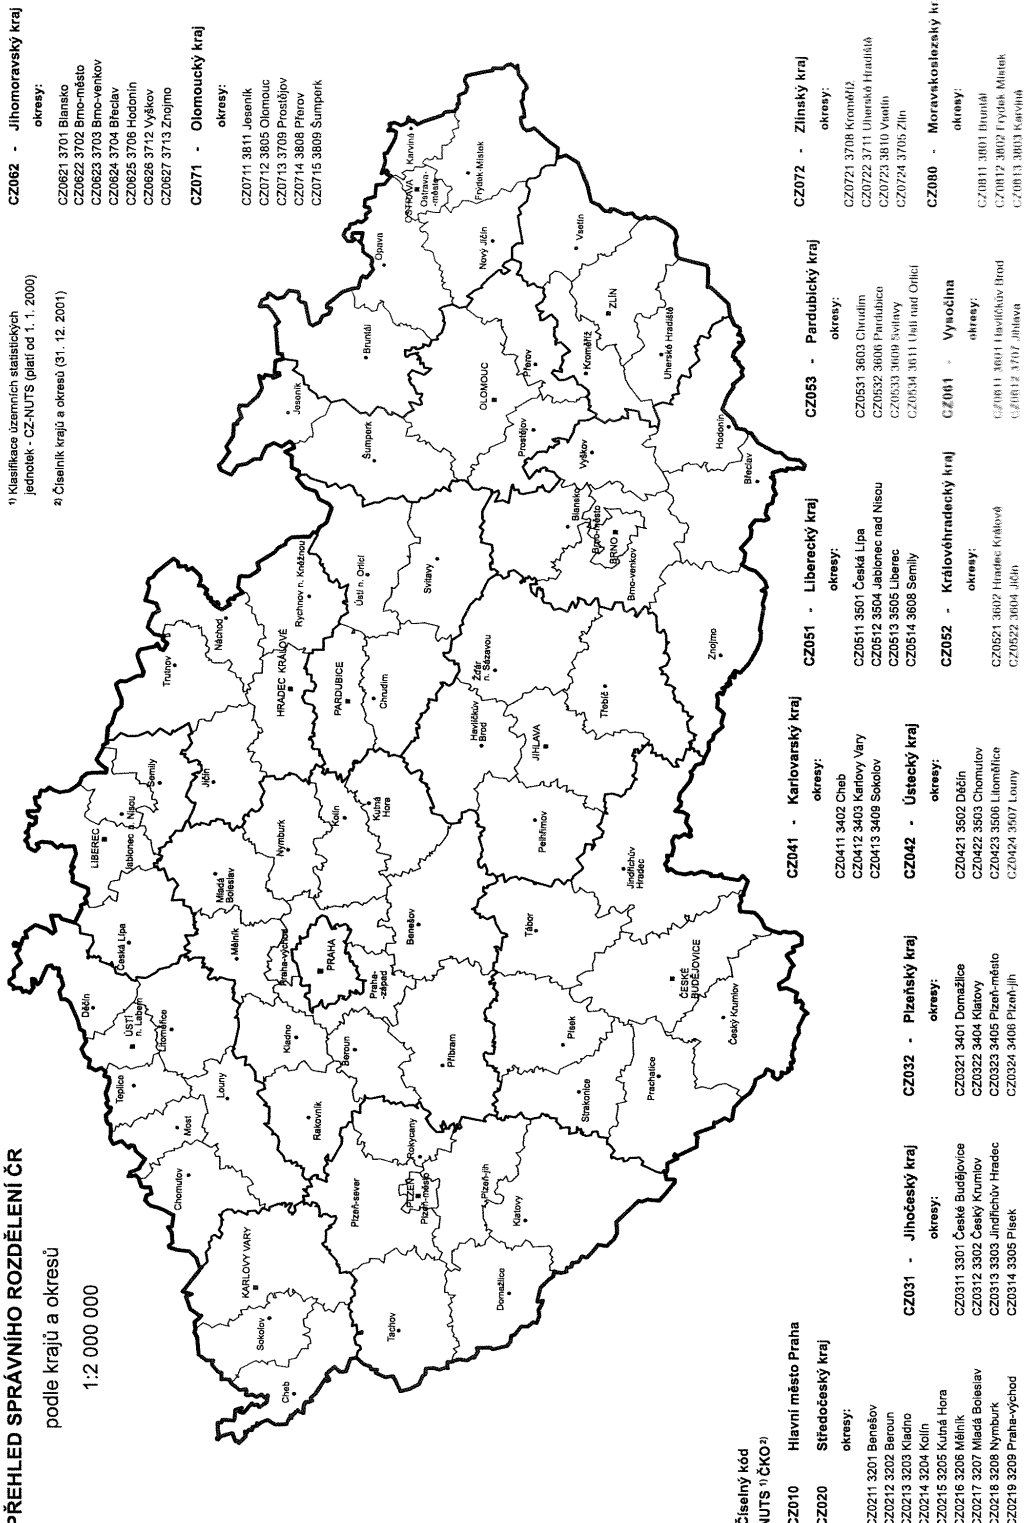 PŘEHLED SPRÁVNÍHO ROZDĚLENÍ ČR
podle krajů a okresů
1:2 000 000
1) Klasifikace územních statistických
jednotek - CZ-NUTS (platí od 1. 1. 2000)
2) Číselník krajů a okresů (31. 12. 2001)
CZ062 - Jihomoravský kraj
okresy:
CZ0621 3701 Blansko
CZ0622 3702 Brno-město
CZ0623 3703 Brno-venkov
CZ0624 3704 Břeclav
CZ0625 3706 Hodonín
CZ0626 3712 Vyškov
CZ0627 3713 Znojmo
CZ071 - Olomoucký kraj
okresy:
CZ0711 3811 Jeseník
CZ0712 3805 Olomouc
CZ0713 3709 Prostějov
CZ0714 3808 Přerov
CZ0715 3809 Šumperk
Děčín
ÚSTÍ
n. Labem
Teplice
Litoměřice
Most
Louny
Chomutov
KARLOVY VARY
Sokolov
Cheb
Česká Lípa
LIBEREC
Jablonec n. Nisou
Semily
Jičín
Trutnov
Náchod
HRADEC KRÁLOVÉ
Rychnov n. Kněžnou
Mladá
Boleslav
Mělník
Nymburk
Kolín
Kutná
Hora
Praha-východ
PRAHA
Praha-
-západ
Kladno
Beroun
Rakovník
Benešov
Příbram
Plzeň-sever
PLZEŇ
Plzeň-město
Rokycany
Plzeň-jih
Klatovy
Domažlice
Tachov
PARDUBICE
Chrudim
Ústí n. Orlicí
Svitavy
Havlíčkův
Brod
Žďár
n. Sázavou
JIHLAVA
Pelhřimov
Třebíč
Tábor
Písek
Strakonice
Prachatice
ČESKÉ
BUDĚJOVICE
Český Krumlov
Jindřichův
Hradec
Znojmo
Blansko
Brno-město
BRNO
Brno-venkov
Vyškov
Hodonín
Břeclav
Jeseník
Šumperk
OLOMOUC
Prostějov
Přerov
Bruntál
Opava
OSTRAVA
Ostrava-
-město
Karviná
Frýdek-Místek
Nový Jičín
Vsetín
ZLÍN
Kroměříž
Uherské Hradiště
Číselný kód
NUTS 1) ČKO 2)
CZ010 Hlavní město Praha
CZ020 Středočeský kraj
okresy:
CZ0211 3201 Benešov
CZ0212 3202 Beroun
CZ0213 3203 Kladno
CZ0214 3204 Kolín
CZ0215 3205 Kutná Hora
CZ0216 3206 Mělník
CZ0217 3207 Mladá Boleslav
CZ0218 3208 Nymburk
CZ0219 3209 Praha-východ
CZ031 - Jihočeský kraj
okresy:
CZ0311 3301 České Budějovice
CZ0312 3302 Český Krumlov
CZ0313 3303 Jindřichův Hradec
CZ0314 3305 Písek
CZ032 - Plzeňský kraj
okresy:
CZ0321 3401 Domažlice
CZ0322 3404 Klatovy
CZ0323 3405 Plzeň-město
CZ0324 3406 Plzeň-jih
CZ041 - Karlovarský kraj
okresy:
CZ0411 3402 Cheb
CZ0412 3403 Karlovy Vary
CZ0413 3409 Sokolov
CZ042 - Ústecký kraj
okresy:
CZ0421 3502 Děčín
CZ0422 3503 Chomutov
CZ0423 3506 Litoměřice
CZ0424 3507 Louny
CZ051 - Liberecký kraj
okresy:
CZ0511 3501 Česká Lípa
CZ0512 3504 Jablonec nad Nisou
CZ0513 3505 Liberec
CZ0514 3608 Semily
CZ052 - Královéhradecký kraj
okresy:
CZ0521 3602 Hradec Králové
CZ0522 3604 Jičín
CZ053 - Pardubický kraj
okresy:
CZ0531 3603 Chrudim
CZ0532 3606 Pardubice
CZ0533 3609 Svitavy
CZ0534 3611 Ústí nad Orlicí
CZ061 - Vysočina
okresy:
CZ0611 3601 Havlíčkův Brod
CZ0612 3707 Jihlava
CZ072 - Zlínský kraj
okresy:
CZ0721 3708 Kroměříž
CZ0722 3711 Uherské Hradiště
CZ0723 3810 Vsetín
CZ0724 3705 Zlín
CZ080 - Moravskoslezský kr
okresy:
CZ0811 3801 Bruntál
CZ0812 3802 Frýdek Místek
CZ0813 3803 Karviná